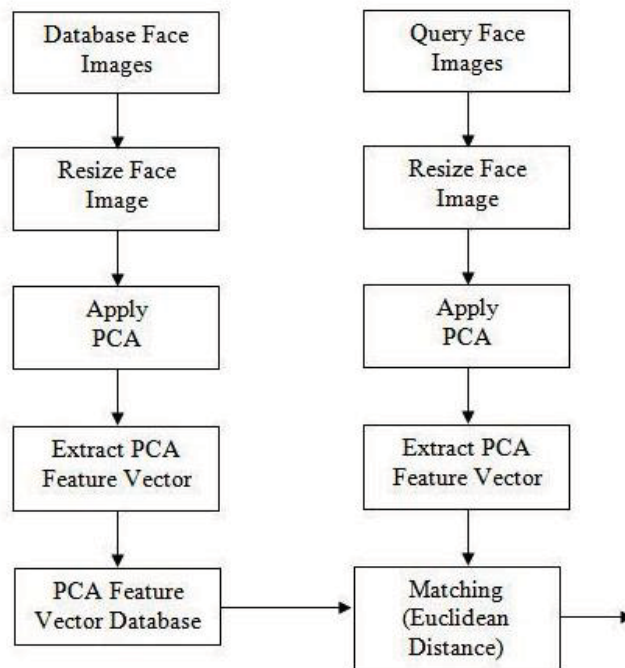 Database Face
Images
Resize Face
Image
Apply
PCA
Extract PCA
Feature Vector
PCA Feature
Vector Database
Query Face
Images
Resize Face
Image
Apply
PCA
Extract PCA
Feature Vector
Matching
(Euclidean
Distance)